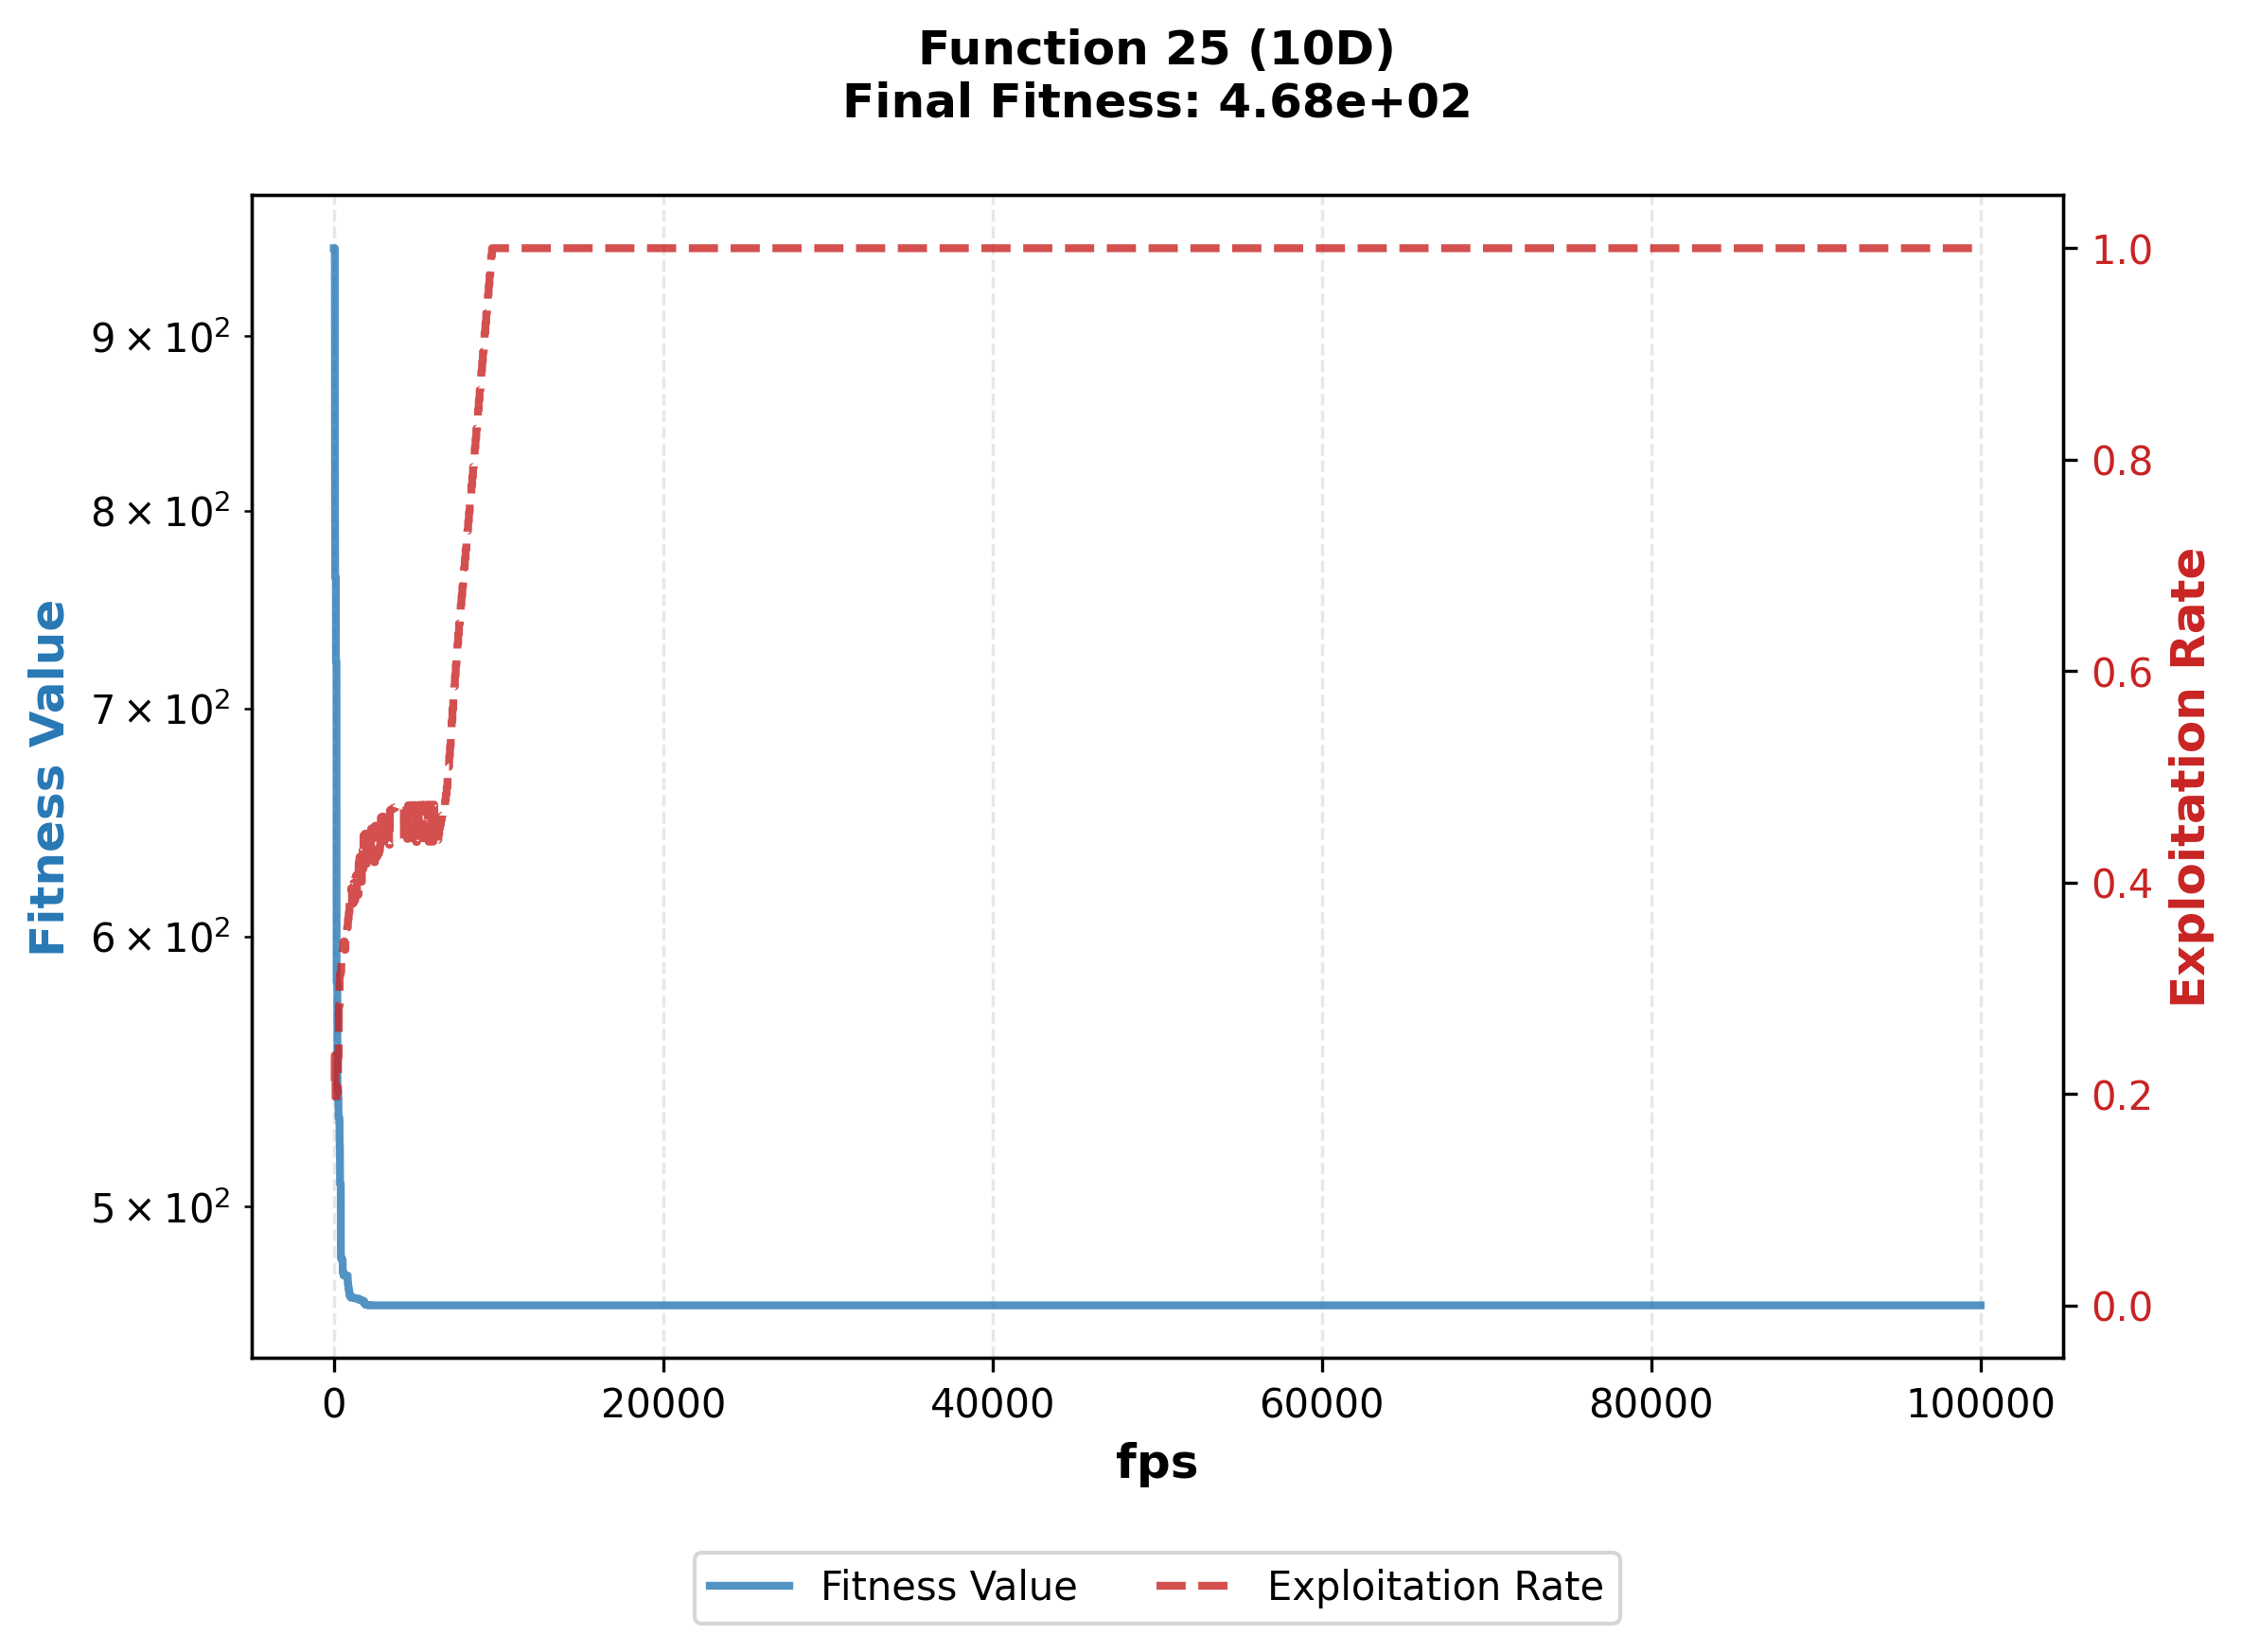 Function 25 (10D)
Final Fitness: 4.68e+02
Fitness Value
9 × 10²
8 × 10²
7 × 10²
6 × 10²
5 × 10²
1.0
0.8
0.6
0.4
0.2
0.0
Exploitation Rate
0 20000 40000 60000 80000 100000
fps
Fitness Value Exploitation Rate